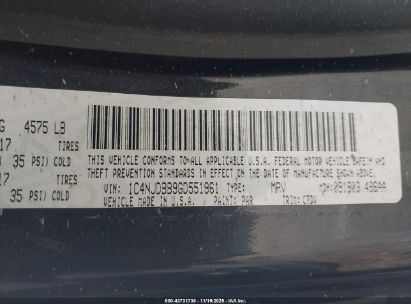 G 4575 LB
17 TIRES
35 PSI) COLD
17 TIRES
35 PSI) COLD
THIS VEHICLE CONFORMS TO ALL APPLICABLE U.S.A. FEDERAL MOTOR VEHICLE SAFETY AND
THEFT PREVENTION STANDARDS IN EFFECT ON THE DATE OF MANUFACTURE SHOWN ABOVE.
VIN: 1C4NJDBB9GD551961 TYPE: MPV
VEHICLE MADE IN U.S.A. PAINT: PAR TRIM: